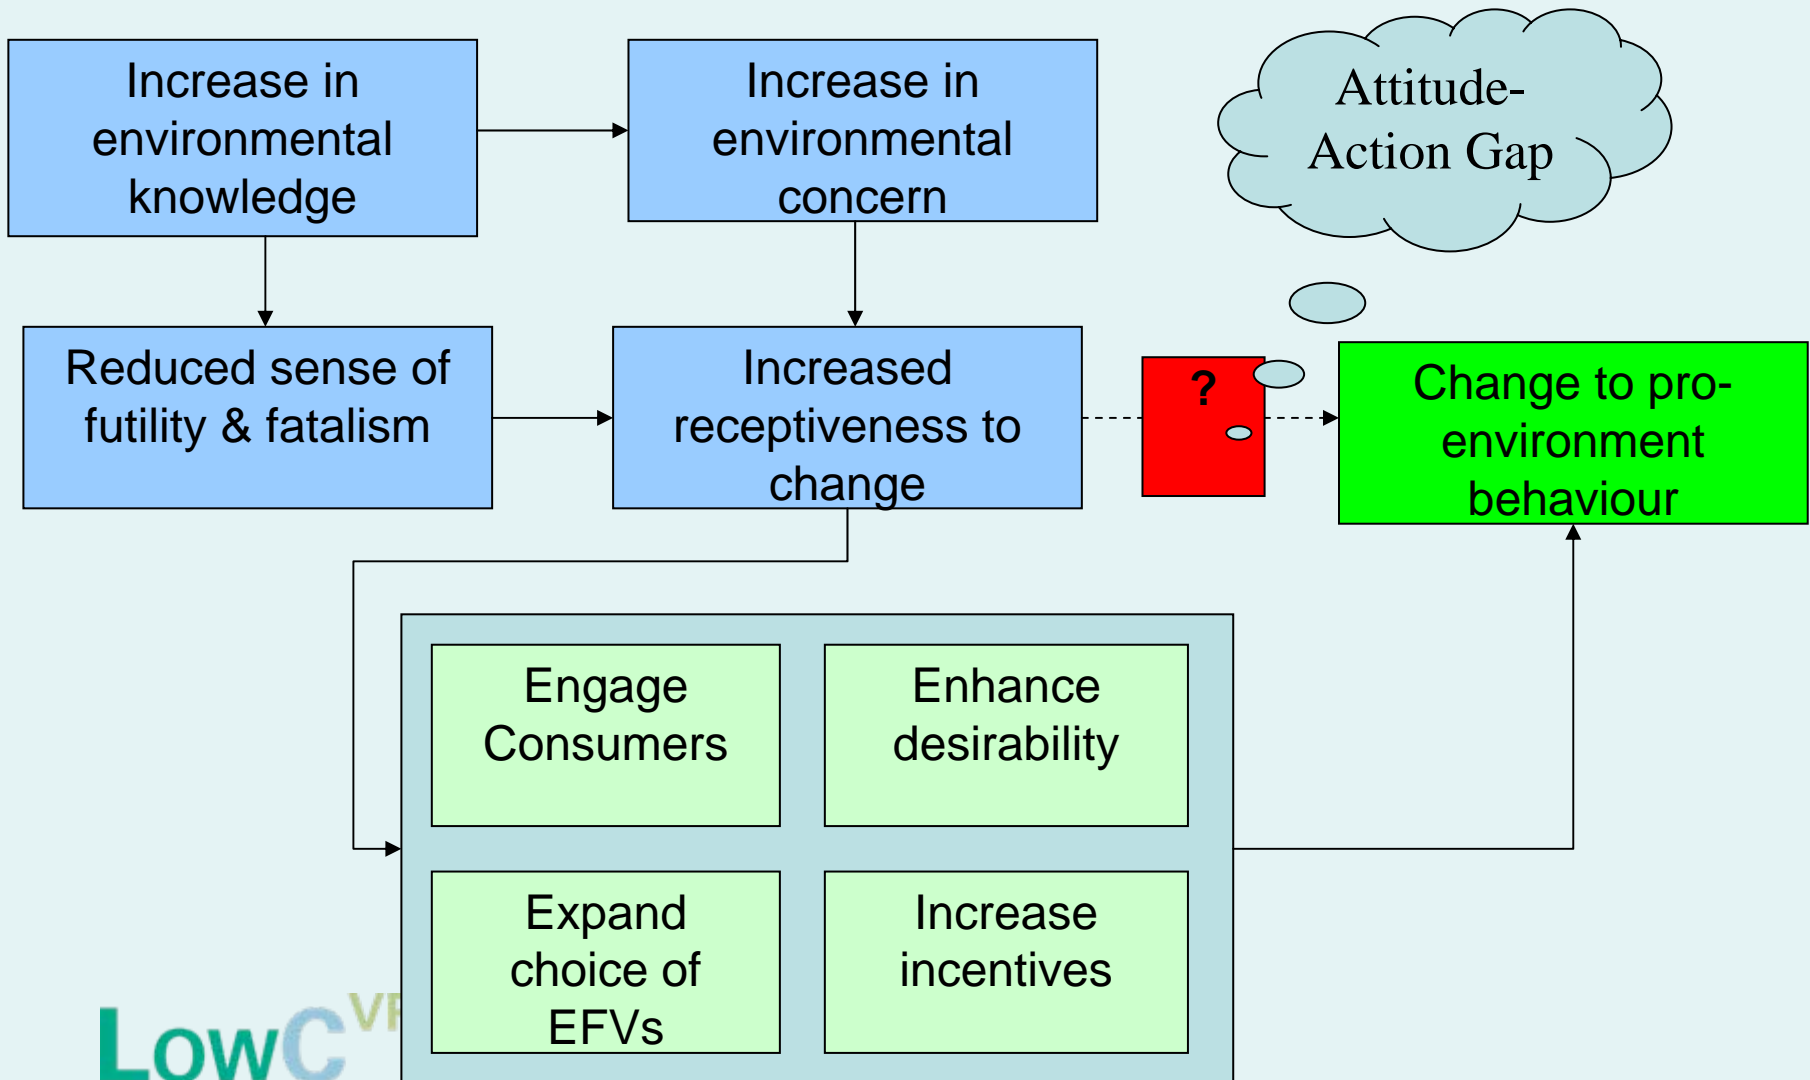 Increase in
environmental
knowledge
Increase in
environmental
concern
Attitude-
Action Gap
Reduced sense of
futility & fatalism
Increased
receptiveness to
change
?
Change to pro-
environment
behaviour
Engage
Consumers
Enhance
desirability
Expand
choice of
EFVs
Increase
incentives
LowC